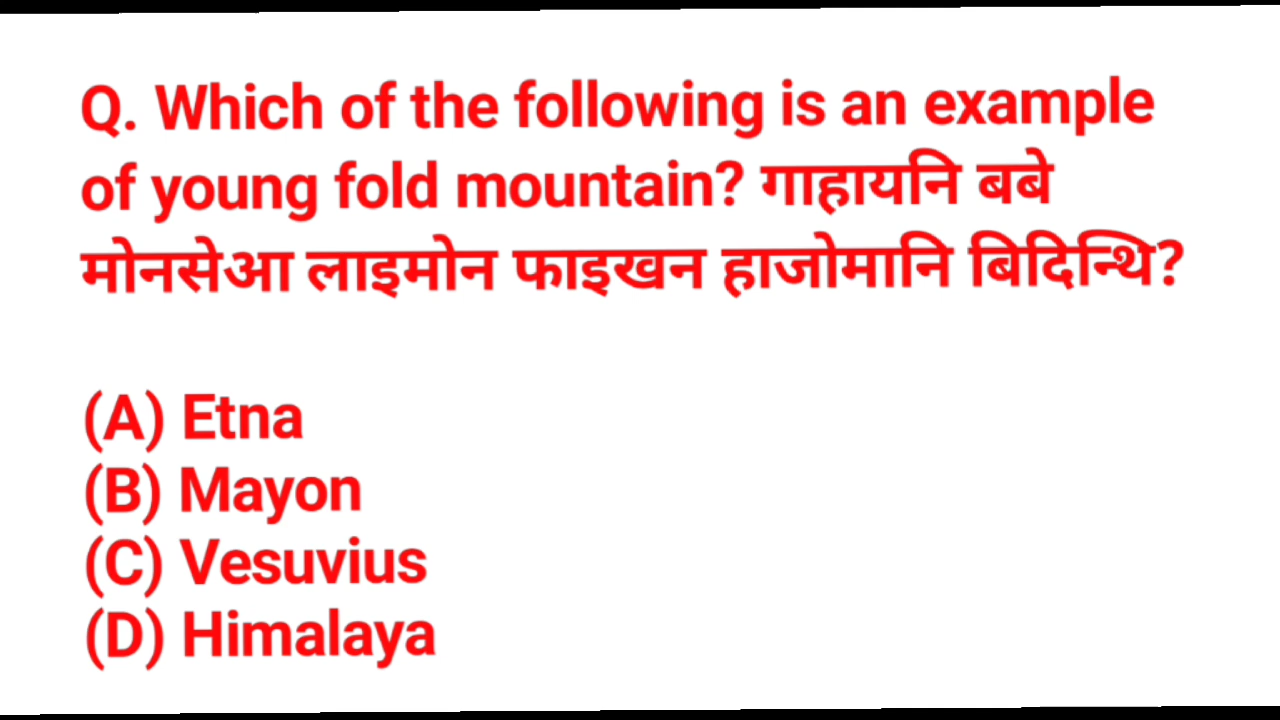 Q. Which of the following is an example
of young fold mountain? गाहायनि बबे
मोनसेआ लाइमोन फाइखन हाजोमानि बिदिन्थि?
(A) Etna
(B) Mayon
(C) Vesuvius
(D) Himalaya